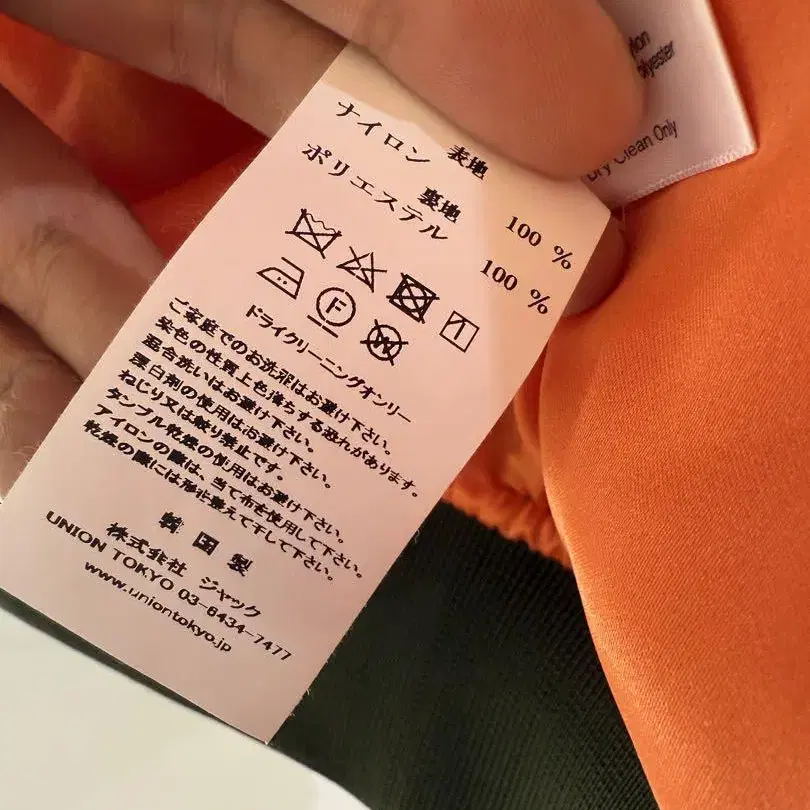 ナイロン 表地 100 %
ポリエステル 裏地 100 %
F
W
ドライクリーニングオンリー
ご家庭でのお洗濯はお避け下さい。
染色の性質上色落ちする恐れがあります。
混合洗いはお避け下さい。
漂白剤の使用はお避け下さい。
ねじり又は絞り禁止です。
タンブル乾燥の使用はお避け下さい。
アイロンの際は、当て布を使用して下さい。
乾燥の際には形を整えて干して下さい。
韓国製
株式会社 ジャック
UNION TOKYO 03-6434-7477
www.uniontokyo.jp
Dry Clean Only